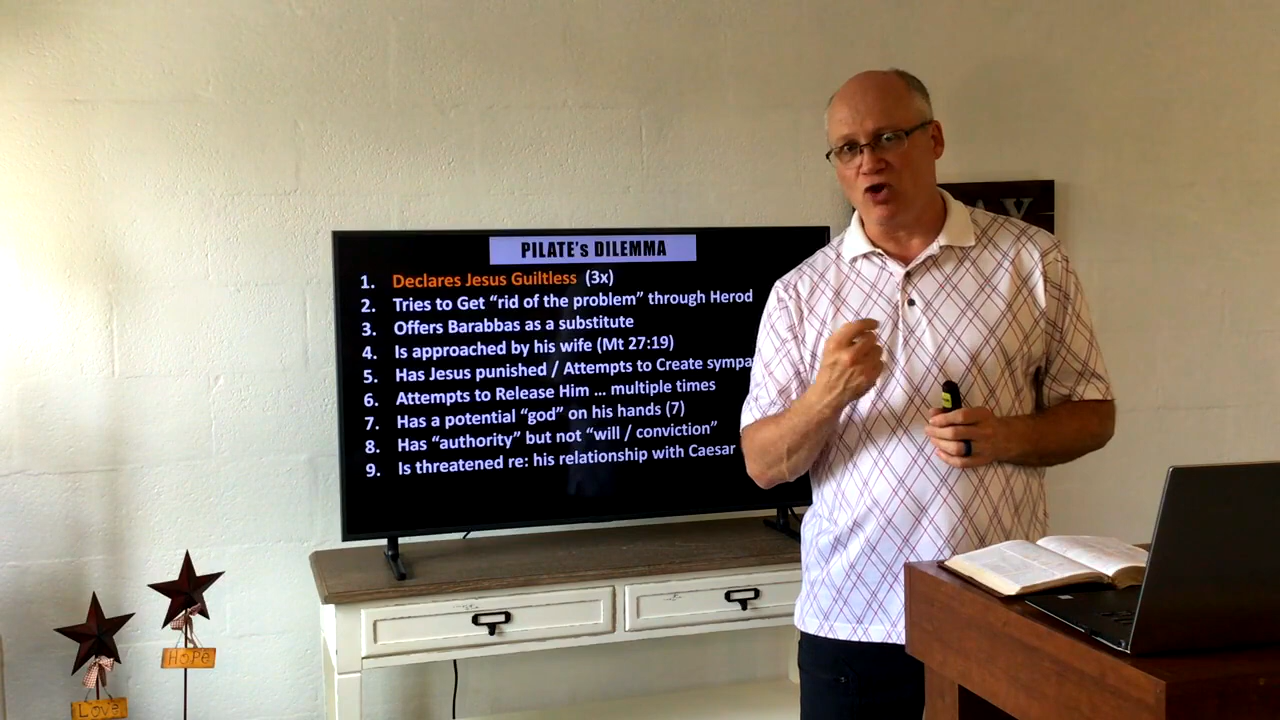 PILATE's DILEMMA
1. Declares Jesus Guiltless (3x)
2. Tries to Get “rid of the problem” through Herod
3. Offers Barabbas as a substitute
4. Is approached by his wife (Mt 27:19)
5. Has Jesus punished / Attempts to Create sympa
6. Attempts to Release Him ... multiple times
7. Has a potential “god” on his hands (7)
8. Has “authority” but not “will / conviction”
9. Is threatened re: his relationship with Caesar
AY
HOPE
Love